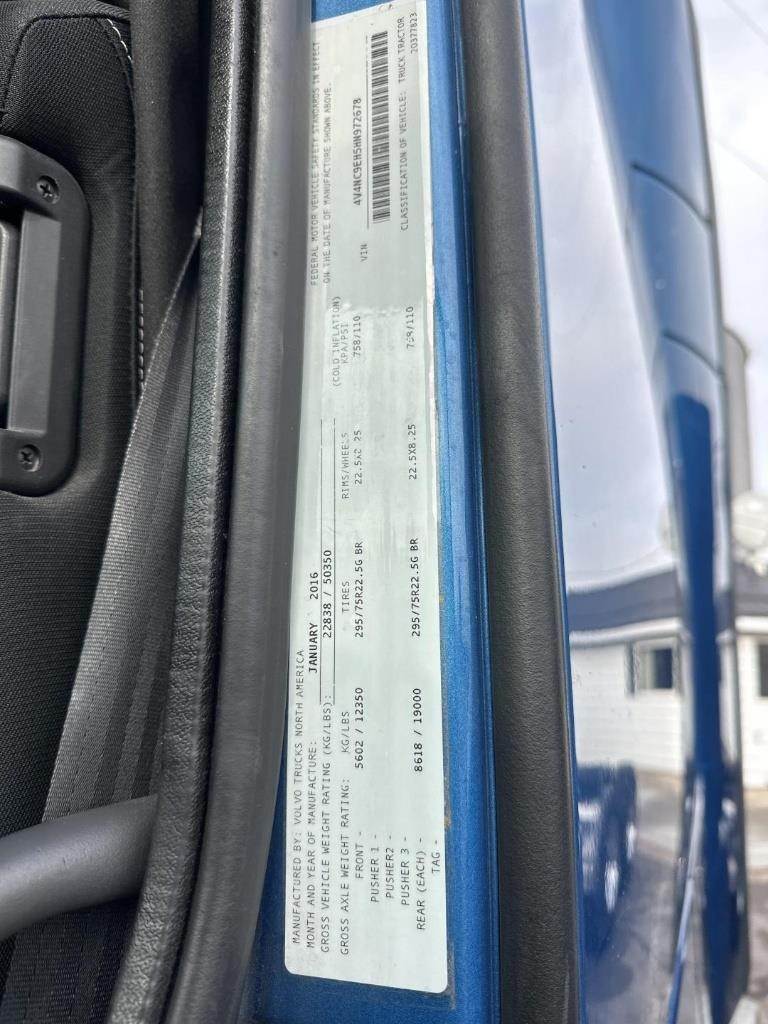 MANUFACTURED BY: VOLVO TRUCKS NORTH AMERICA
MONTH AND YEAR OF MANUFACTURE: JANUARY 2016
GROSS VEHICLE WEIGHT RATING (KG/LBS): 22838 / 50350
GROSS AXLE WEIGHT RATING: KG/LBS TIRES RIMS/WHEELS (COLD INFLATION) KPA/PSI
FRONT - 5602 / 12350 295/75R22.5G BR 22.5X8.25 758/110
PUSHER 1 -
PUSHER2 -
PUSHER 3 -
REAR (EACH) - 8618 / 19000 295/75R22.5G BR 22.5X8.25 758/110
TAG -
FEDERAL MOTOR VEHICLE SAFETY STANDARDS IN EFFECT
ON THE DATE OF MANUFACTURE SHOWN ABOVE.
VIN 4V4NC9EH5HN972678
CLASSIFICATION OF VEHICLE: TRUCK TRACTOR
20377823